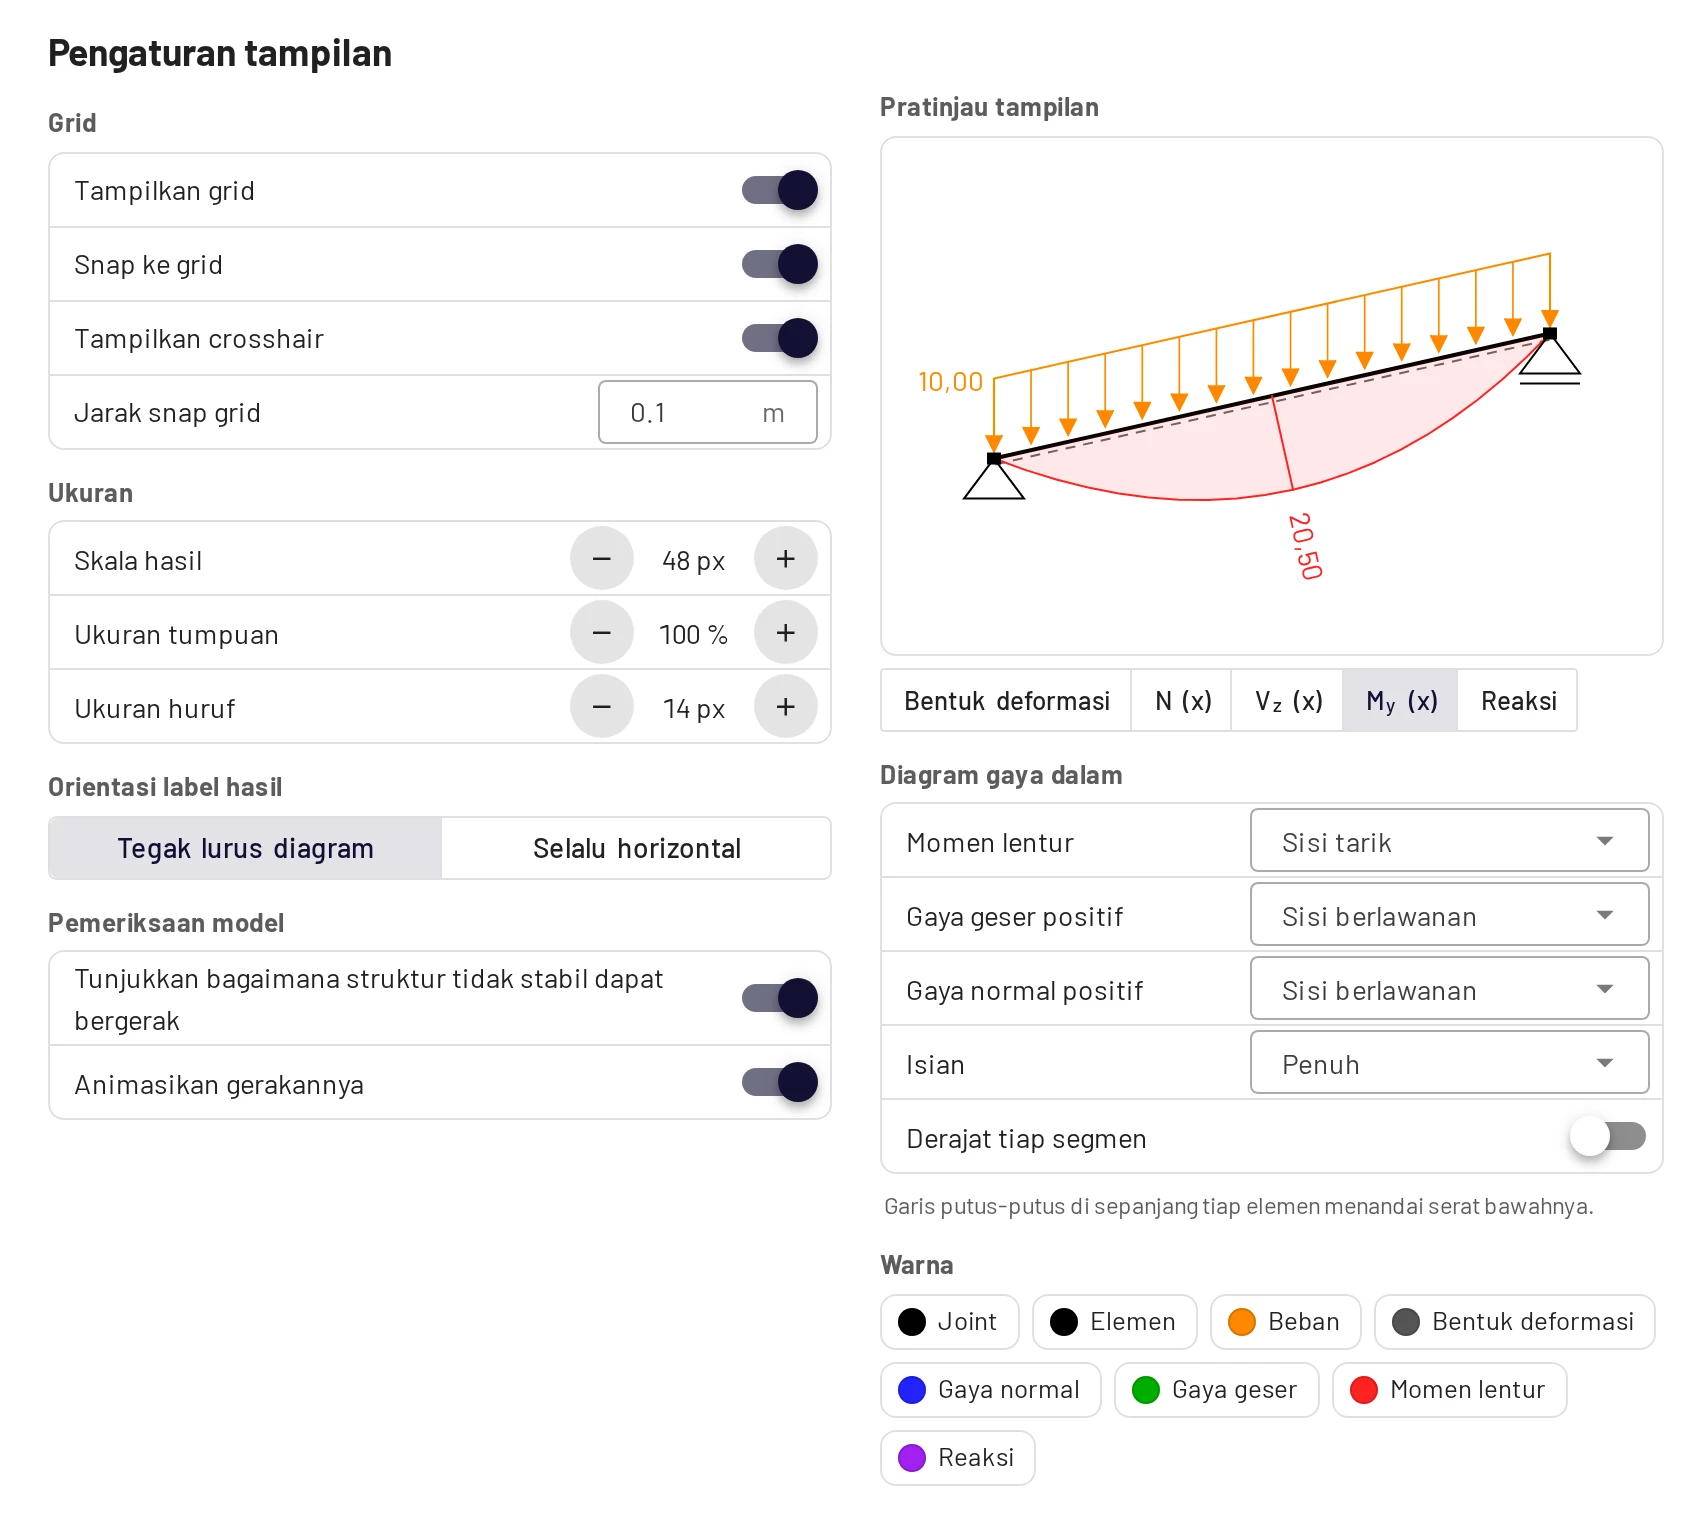 Pengaturan tampilan
Grid
Tampilkan grid
Snap ke grid
Tampilkan crosshair
Jarak snap grid
0.1 m
Ukuran
Skala hasil
− 48 px +
Ukuran tumpuan
− 100 % +
Ukuran huruf
− 14 px +
Orientasi label hasil
Tegak lurus diagram
Selalu horizontal
Pemeriksaan model
Tunjukkan bagaimana struktur tidak stabil dapat
bergerak
Animasikan gerakannya
Pratinjau tampilan
10,00
20,50
Bentuk deformasi
N (x)
Vz (x)
My (x)
Reaksi
Diagram gaya dalam
Momen lentur
Sisi tarik
Gaya geser positif
Sisi berlawanan
Gaya normal positif
Sisi berlawanan
Isian
Penuh
Derajat tiap segmen
Garis putus-putus di sepanjang tiap elemen menandai serat bawahnya.
Warna
Joint
Elemen
Beban
Bentuk deformasi
Gaya normal
Gaya geser
Momen lentur
Reaksi